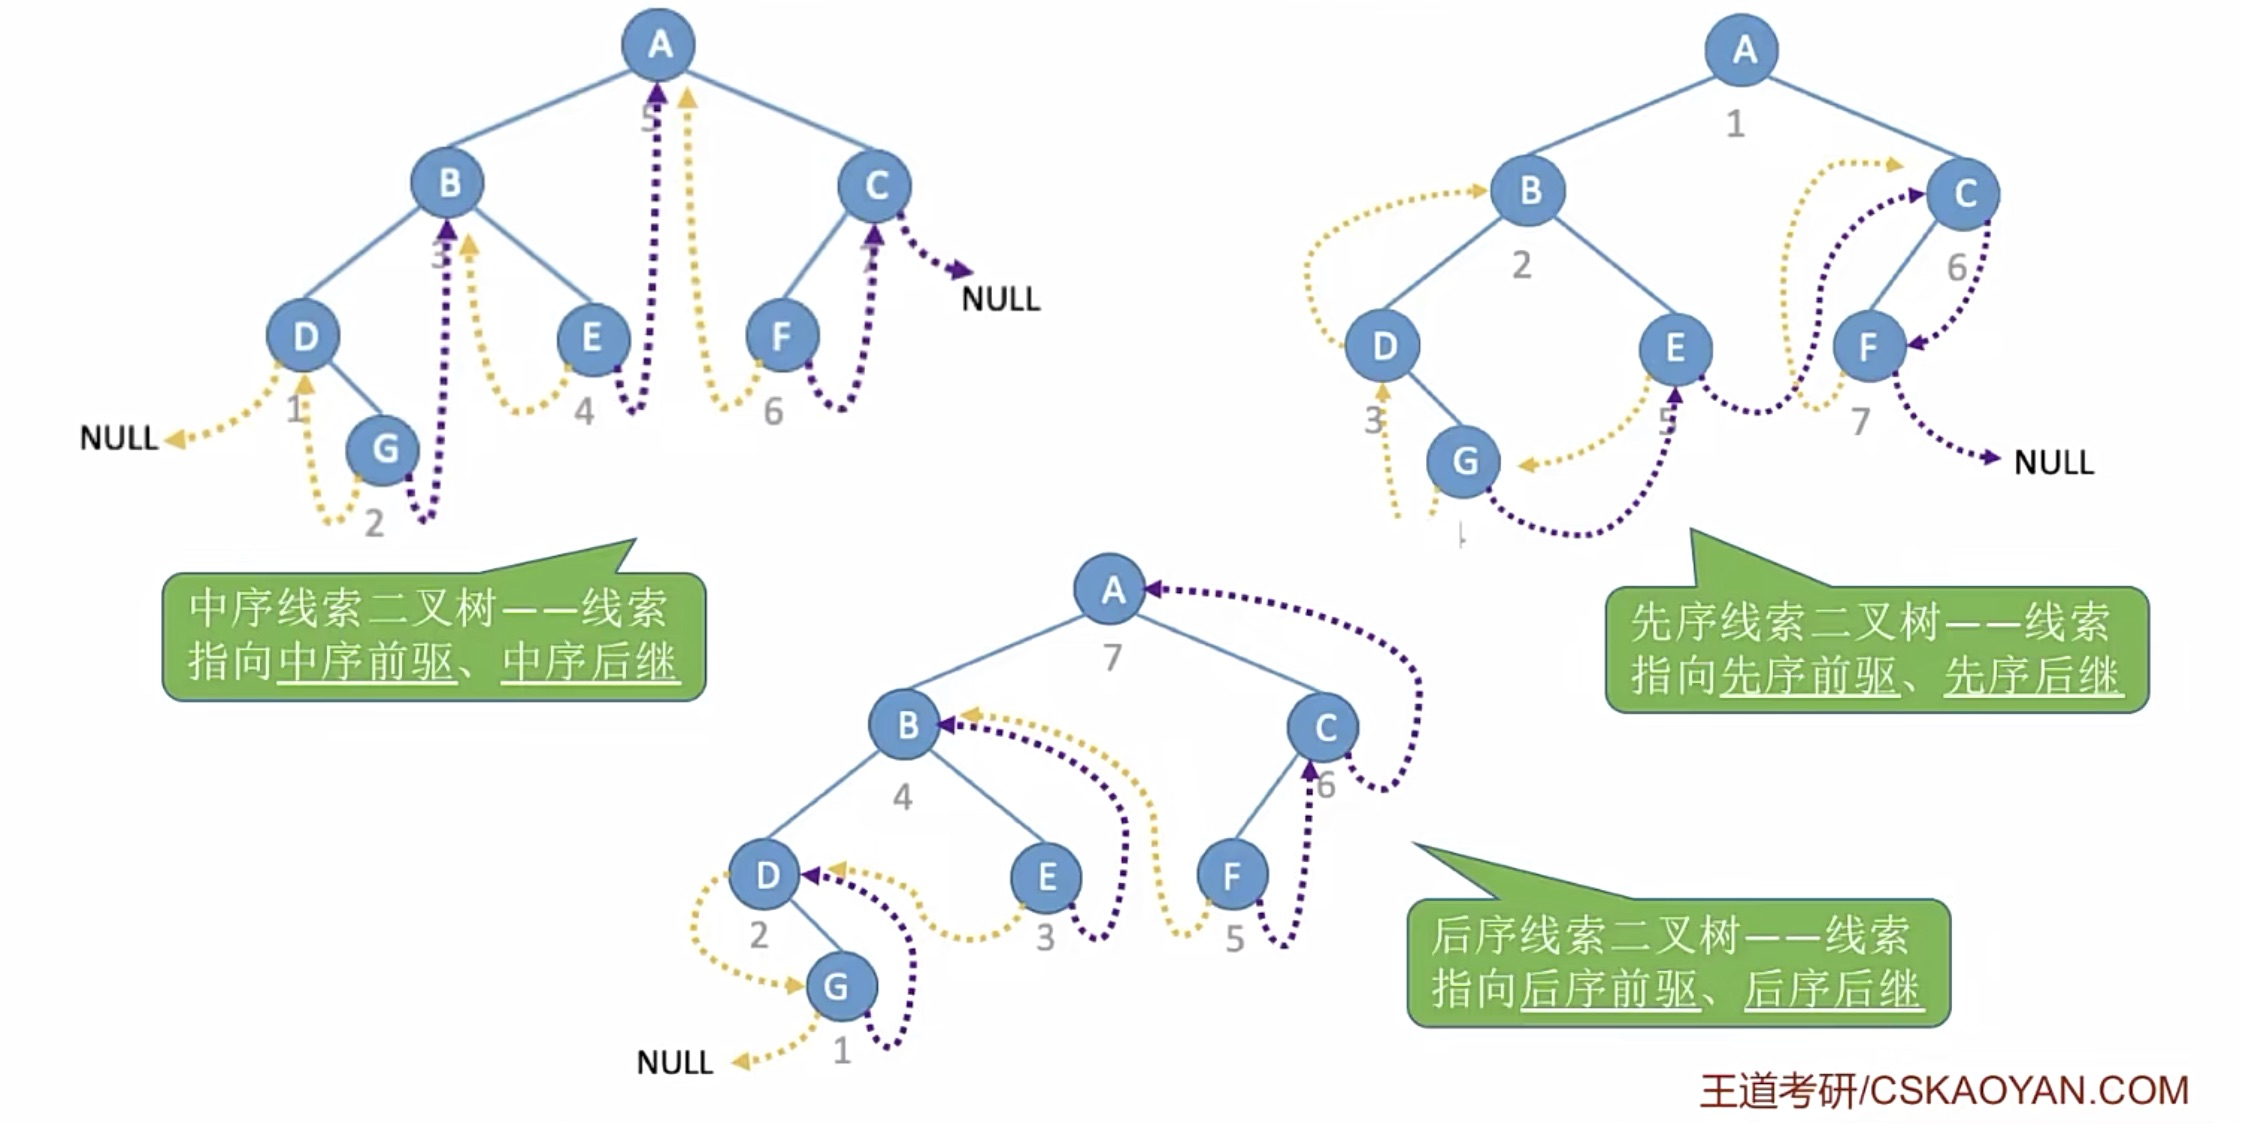 A
5
B
3
C
7
NULL
D
1
E
4
F
6
NULL
G
2
中序线索二叉树——线索
指向中序前驱、中序后继
A
1
B
2
C
6
D
3
E
5
F
7
G
NULL
先序线索二叉树——线索
指向先序前驱、先序后继
A
7
B
4
C
6
D
2
E
3
F
5
G
1
NULL
后序线索二叉树——线索
指向后序前驱、后序后继
王道考研/CSKAOYAN.COM